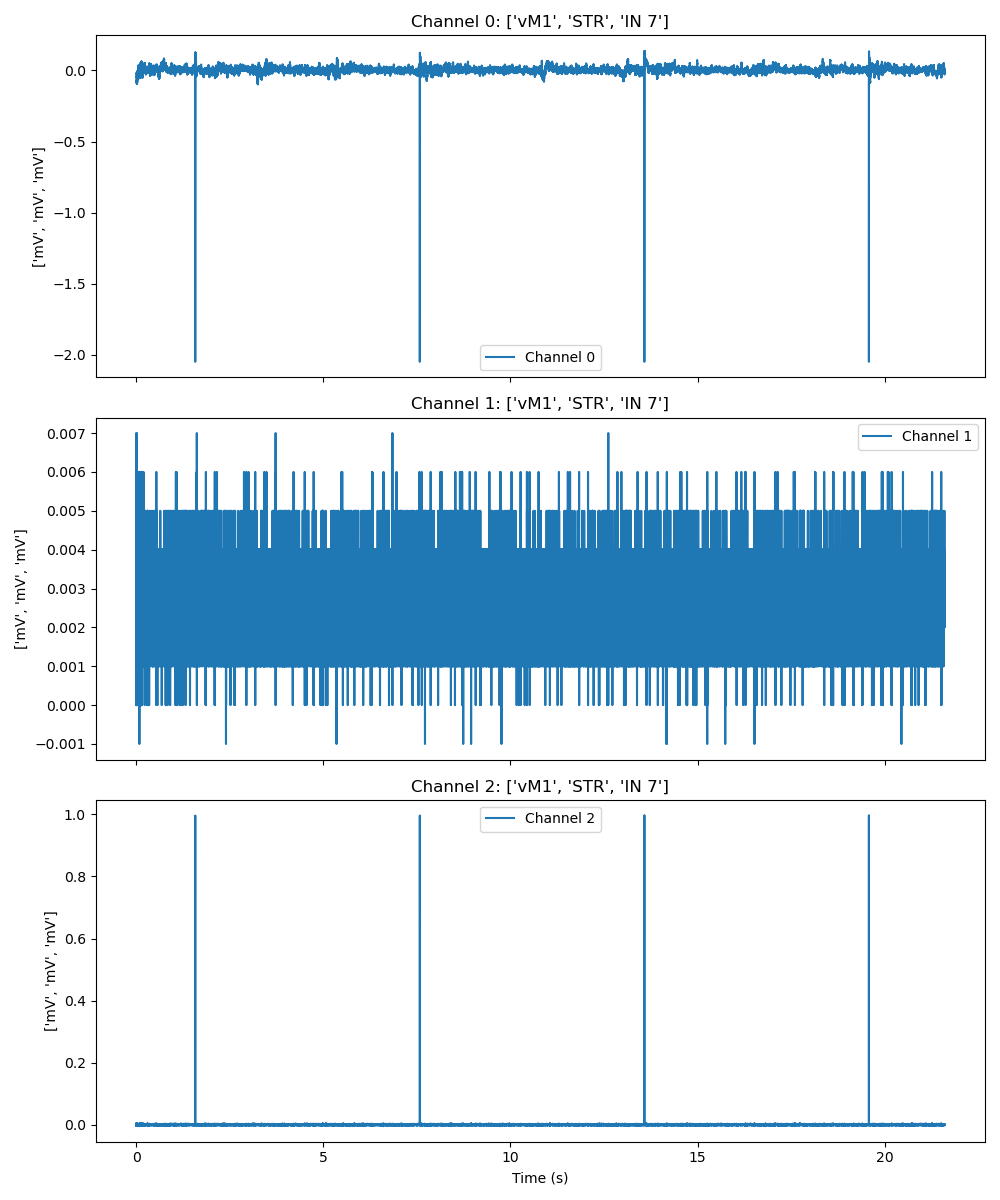 Channel 0: ['vM1', 'STR', 'IN 7']
0.0
−0.5
−1.0
−1.5
−2.0
['mV', 'mV', 'mV']
Channel 0
Channel 1: ['vM1', 'STR', 'IN 7']
0.007
0.006
0.005
0.004
0.003
0.002
0.001
0.000
−0.001
['mV', 'mV', 'mV']
Channel 1
Channel 2: ['vM1', 'STR', 'IN 7']
1.0
0.8
0.6
0.4
0.2
0.0
['mV', 'mV', 'mV']
Channel 2
0 5 10 15 20
Time (s)